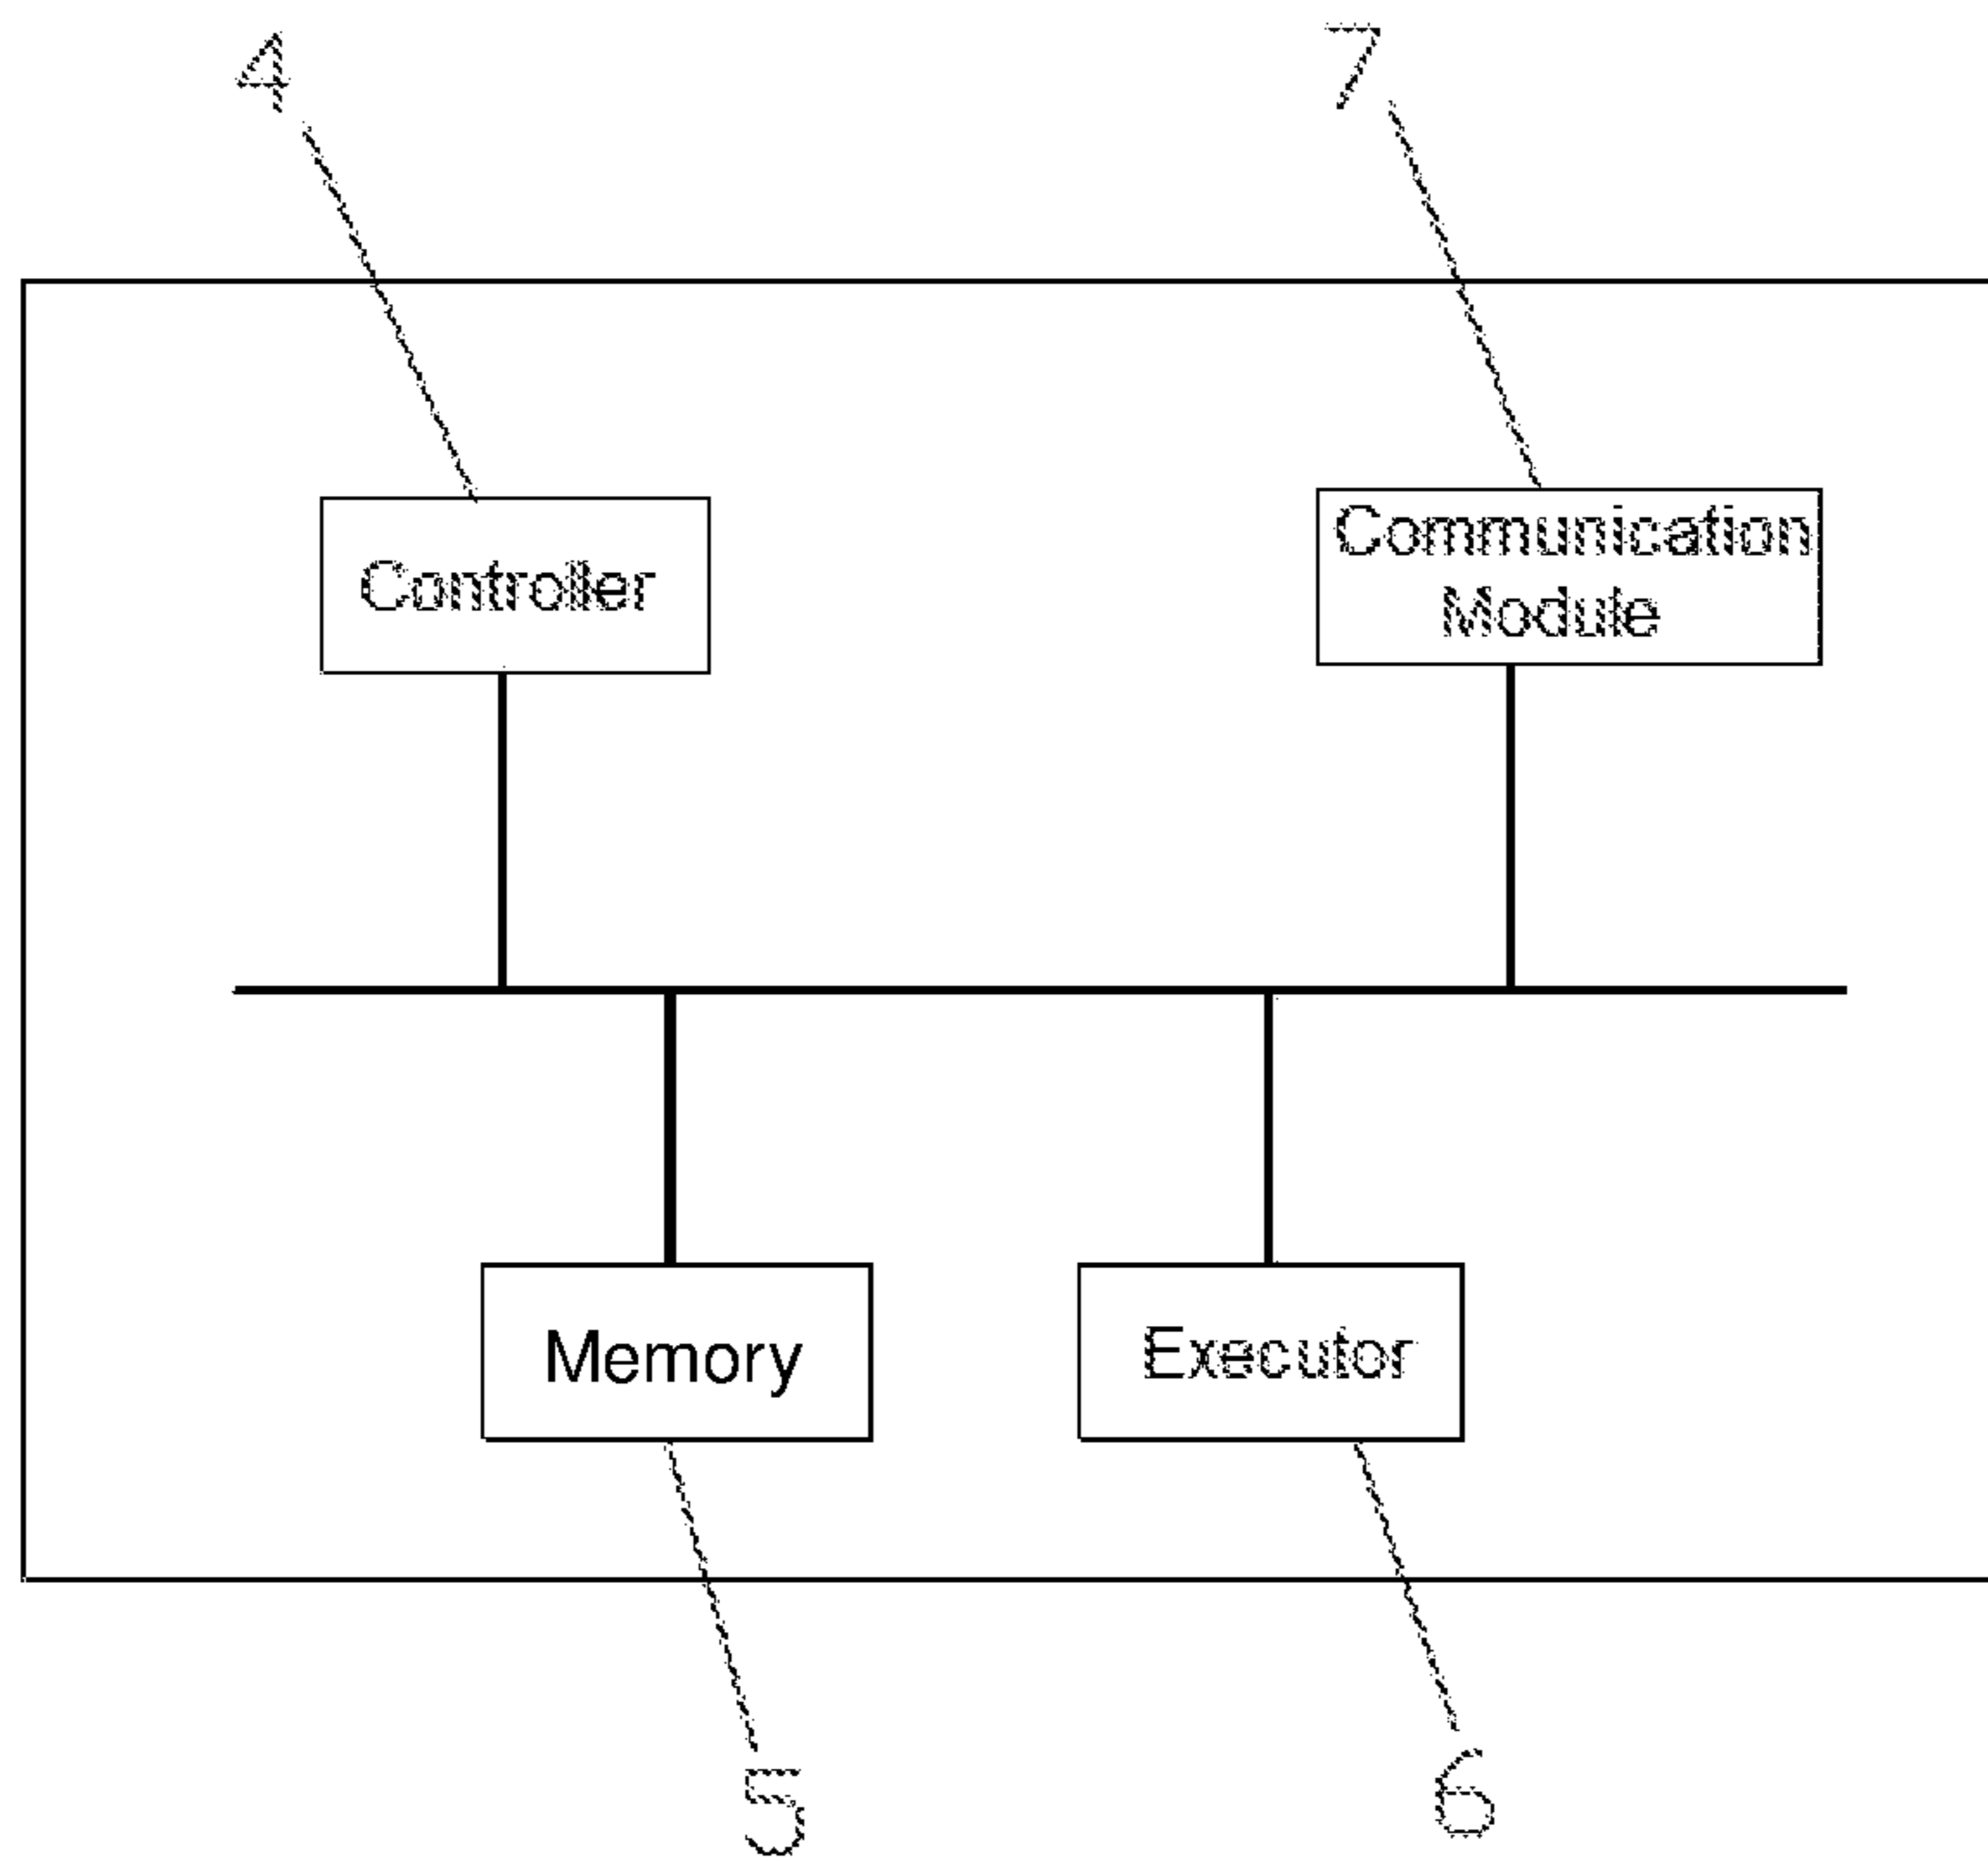 4
7
Controller
Communication
Module
Memory
Executor
5
6